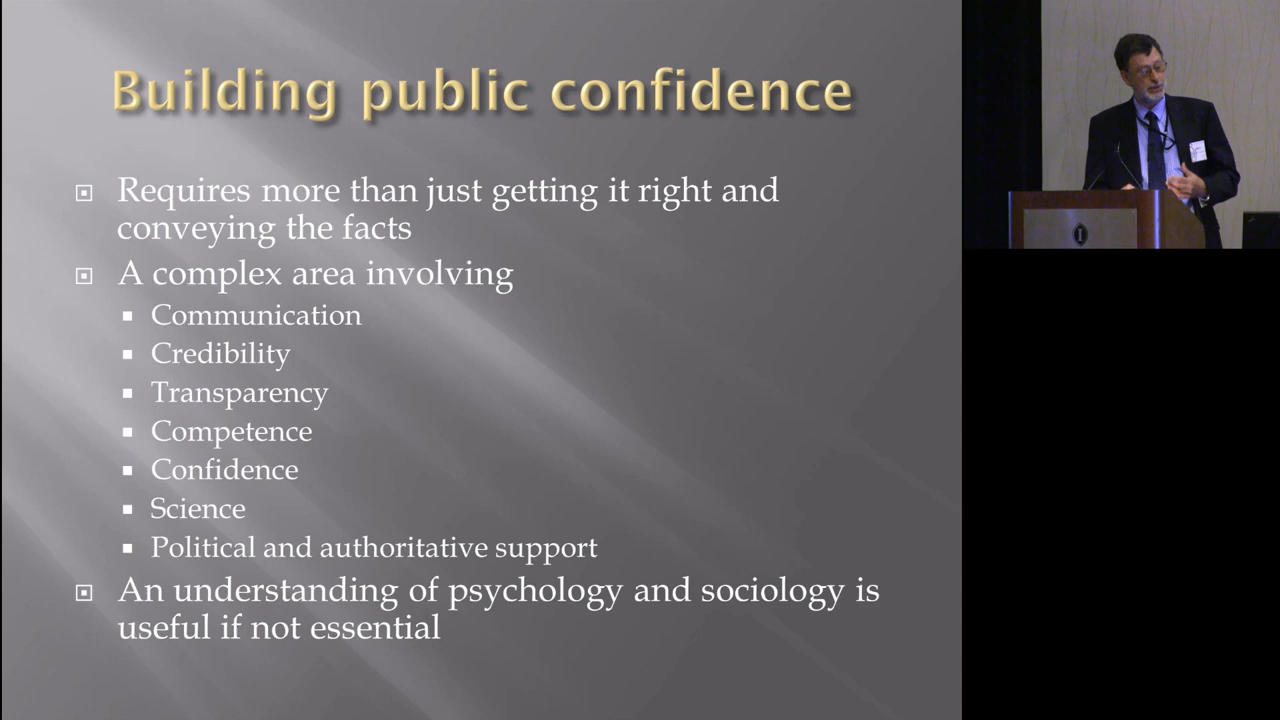 Building public confidence
Requires more than just getting it right and
conveying the facts
A complex area involving
Communication
Credibility
Transparency
Competence
Confidence
Science
Political and authoritative support
An understanding of psychology and sociology is
useful if not essential
I